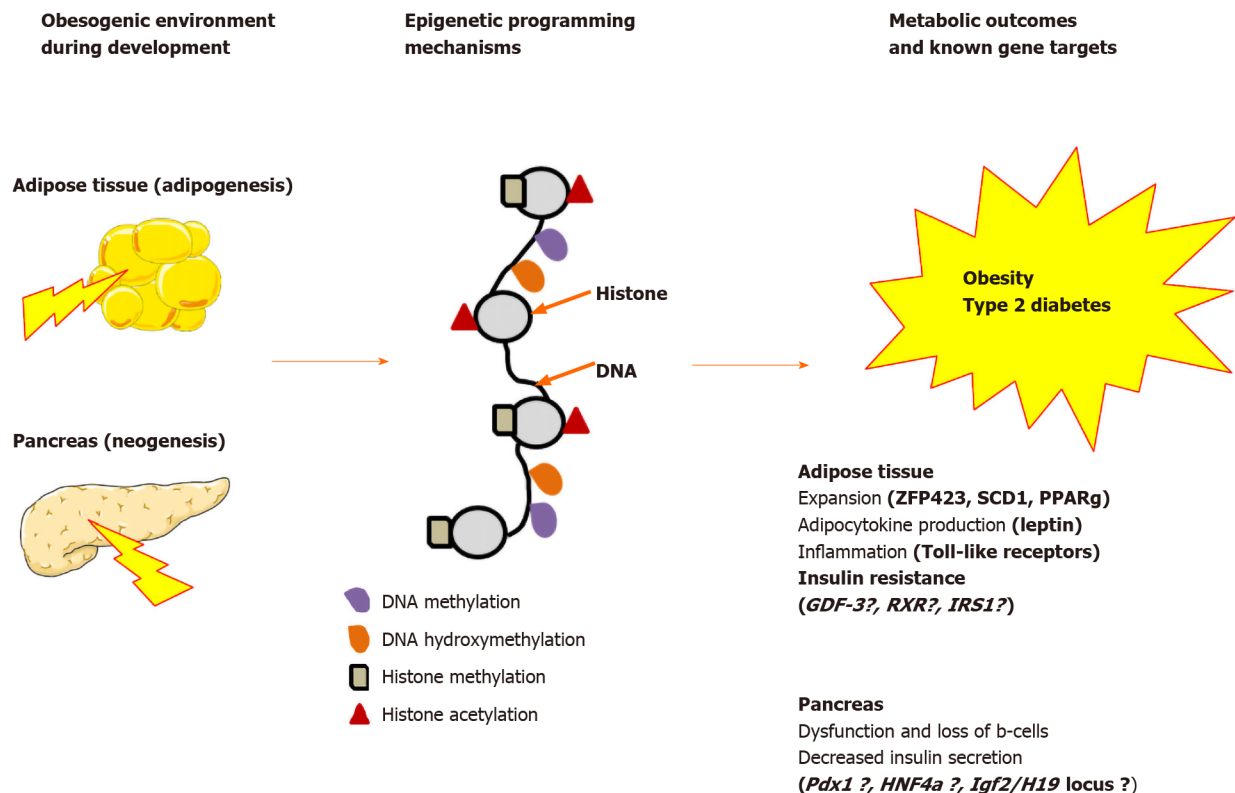 Obesogenic environment
during development
Epigenetic programming
mechanisms
Metabolic outcomes
and known gene targets
Adipose tissue (adipogenesis)
Pancreas (neogenesis)
Histone
DNA
DNA methylation
DNA hydroxymethylation
Histone methylation
Histone acetylation
Obesity
Type 2 diabetes
Adipose tissue
Expansion (ZFP423, SCD1, PPARg)
Adipocytokine production (leptin)
Inflammation (Toll-like receptors)
Insulin resistance
(GDF-3?, RXR?, IRS1?)
Pancreas
Dysfunction and loss of b-cells
Decreased insulin secretion
(Pdx1 ?, HNF4a ?, Igf2/H19 locus ?)